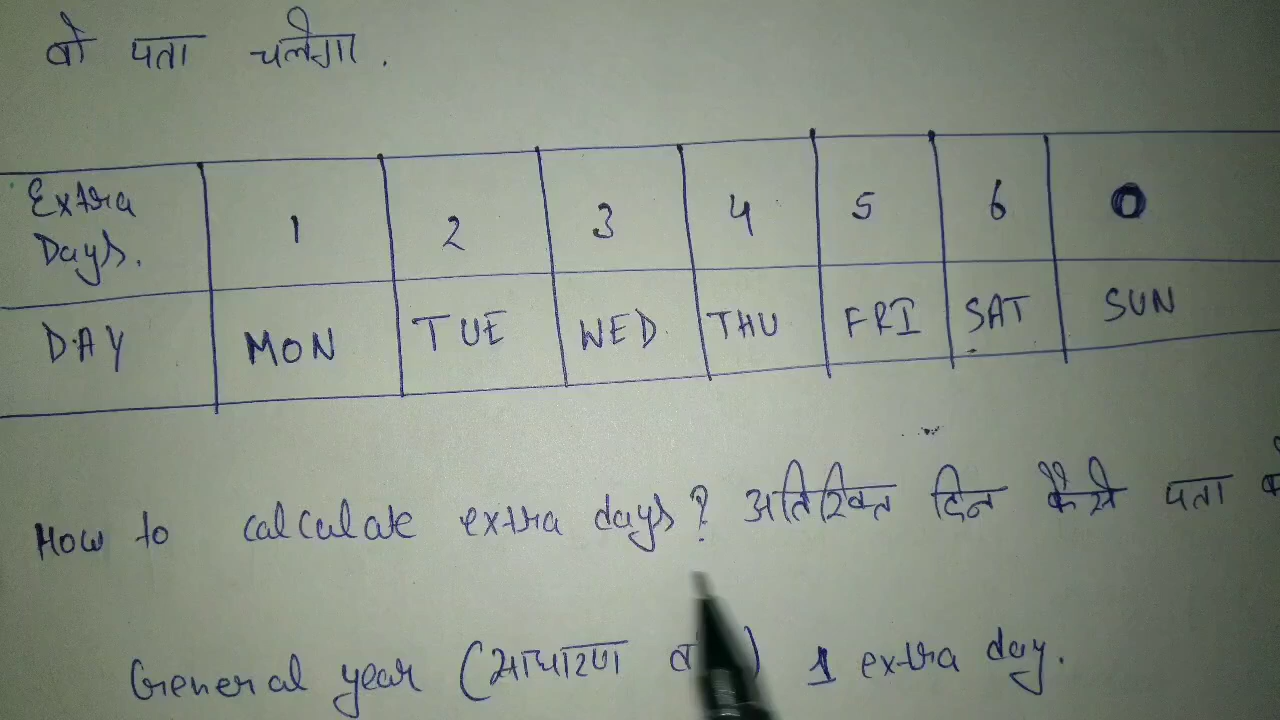 वो पता चलेगा.
Extra Days. 1 2 3 4 5 6 0
DAY MON TUE WED THU FRI SAT SUN
How to calculate extra days? अतिरिक्त दिन कैसे पता
General year (साधारण ) 1 extra day.